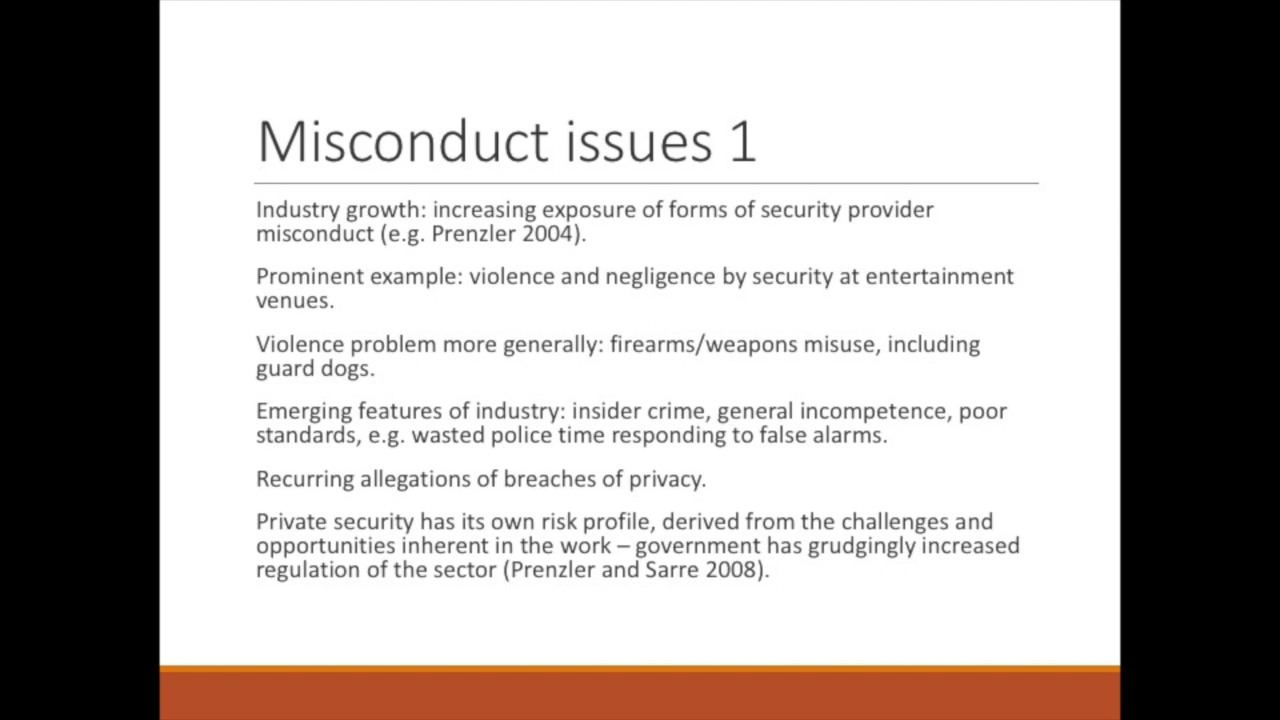 Misconduct issues 1
Industry growth: increasing exposure of forms of security provider
misconduct (e.g. Prenzler 2004).
Prominent example: violence and negligence by security at entertainment
venues.
Violence problem more generally: firearms/weapons misuse, including
guard dogs.
Emerging features of industry: insider crime, general incompetence, poor
standards, e.g. wasted police time responding to false alarms.
Recurring allegations of breaches of privacy.
Private security has its own risk profile, derived from the challenges and
opportunities inherent in the work – government has grudgingly increased
regulation of the sector (Prenzler and Sarre 2008).